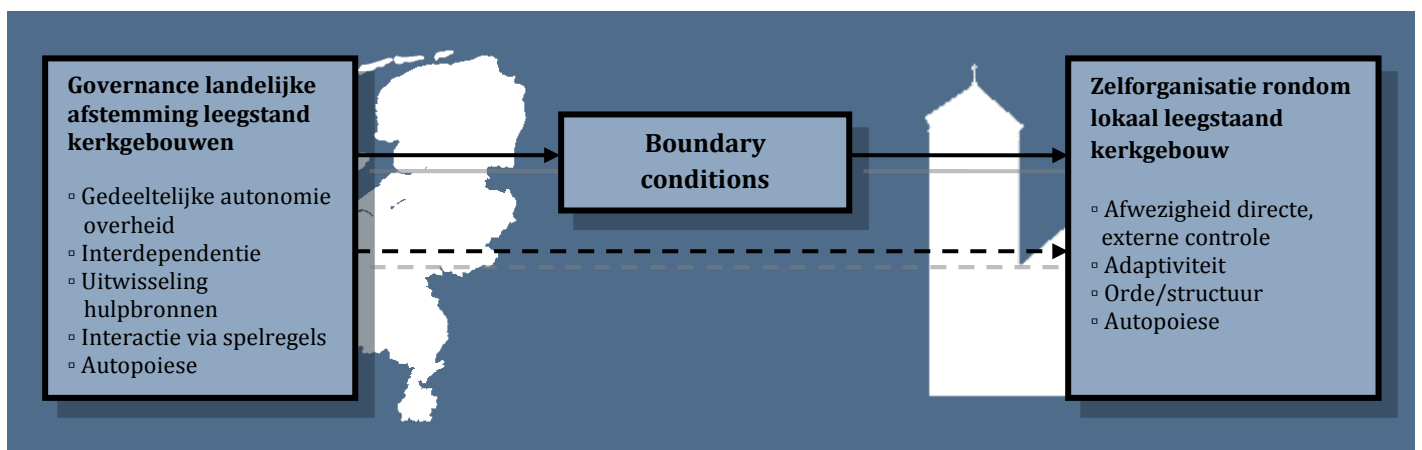 Governance landelijke
afstemming leegstand
kerkgebouwen
▫ Gedeeltelijke autonomie
overheid
▫ Interdependentie
▫ Uitwisseling
hulpbronnen
▫ Interactie via spelregels
▫ Autopoiese
Boundary
conditions
Zelforganisatie rondom
lokaal leegstaand
kerkgebouw
▫ Afwezigheid directe,
externe controle
▫ Adaptiviteit
▫ Orde/structuur
▫ Autopoiese